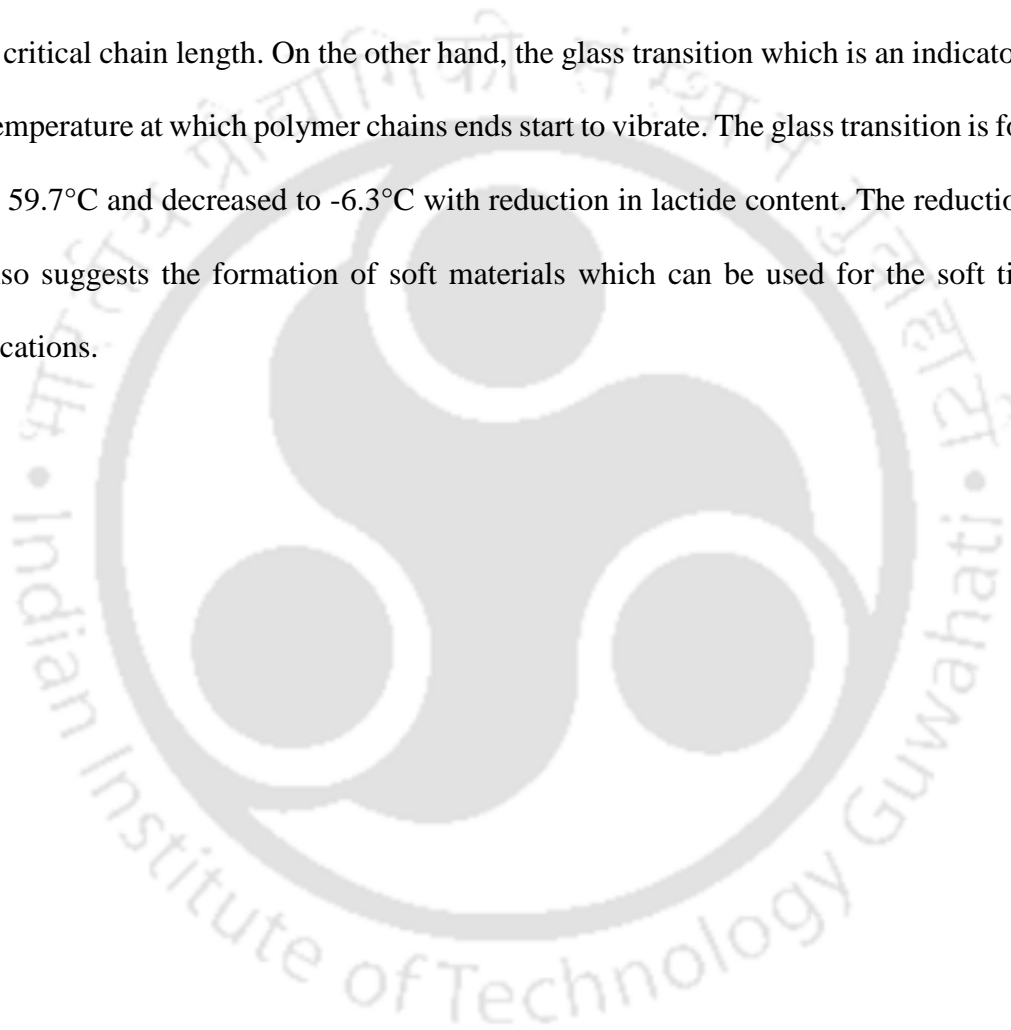 critical chain length. On the other hand, the glass transition which is an indicato
emperature at which polymer chains ends start to vibrate. The glass transition is fo
59.7°C and decreased to -6.3°C with reduction in lactide content. The reductio
so suggests the formation of soft materials which can be used for the soft ti
cations.
Indian Institute of Technology Guwahati